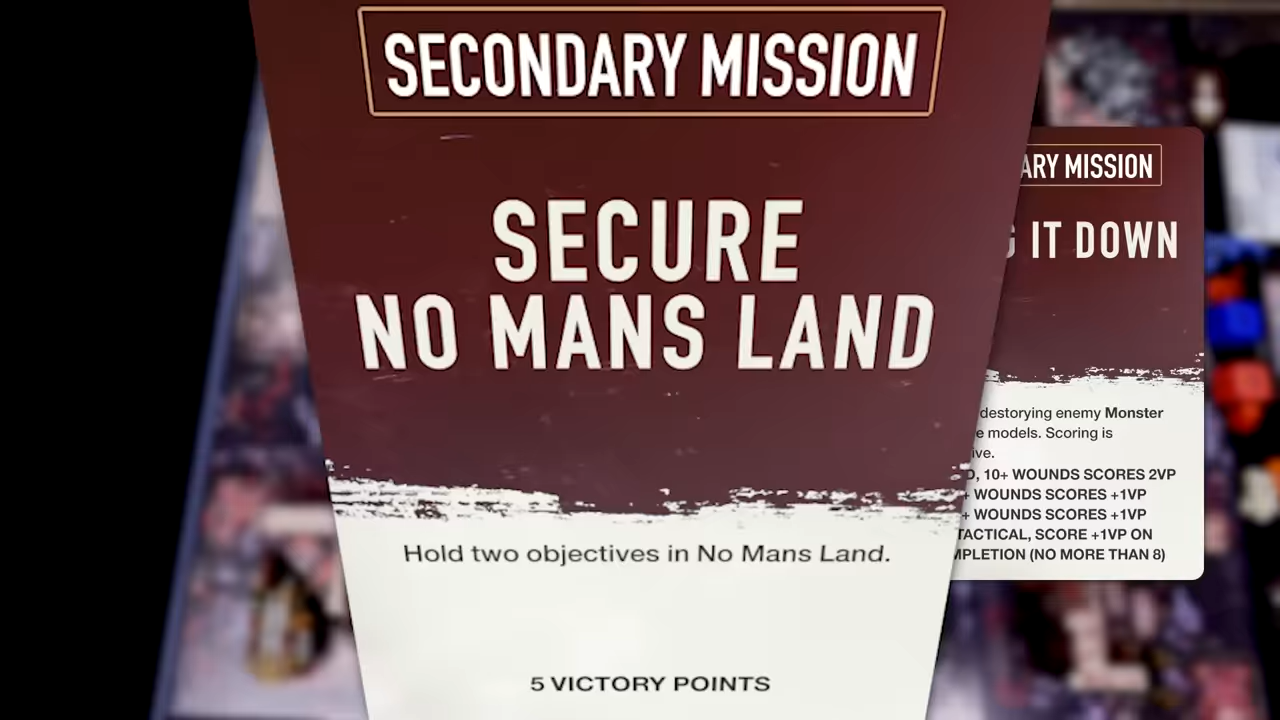 SECONDARY MISSION
SECURE
NO MANS LAND
Hold two objectives in No Mans Land.
5 VICTORY POINTS
MISSION
IT DOWN
destorying enemy Monster
models. Scoring is
10+ WOUNDS SCORES 2VP
+ WOUNDS SCORES +1VP
+ WOUNDS SCORES +1VP
TACTICAL, SCORE +1VP ON
(NO MORE THAN 8)